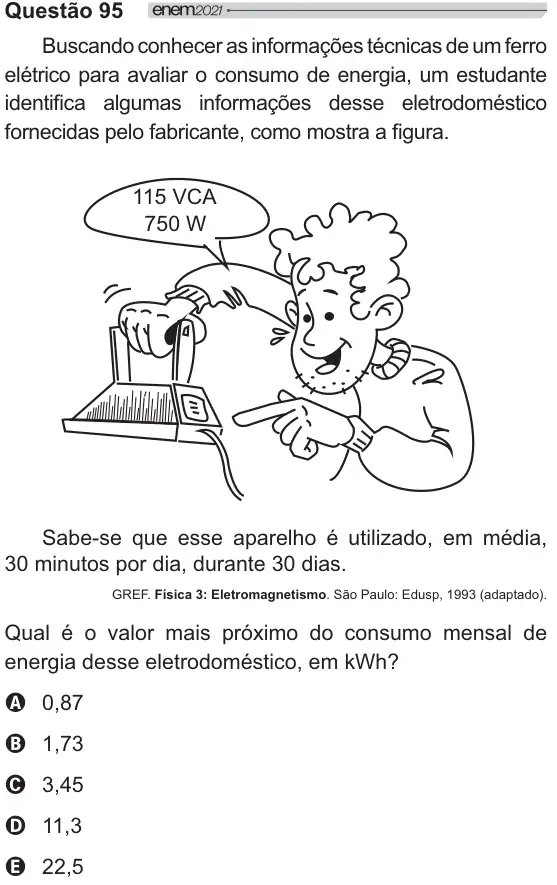 Questão 95 enem2021
Buscando conhecer as informações técnicas de um ferro
elétrico para avaliar o consumo de energia, um estudante
identifica algumas informações desse eletrodoméstico
fornecidas pelo fabricante, como mostra a figura.
115 VCA
750 W
Sabe-se que esse aparelho é utilizado, em média,
30 minutos por dia, durante 30 dias.
GREF. Física 3: Eletromagnetismo. São Paulo: Edusp, 1993 (adaptado).
Qual é o valor mais próximo do consumo mensal de
energia desse eletrodoméstico, em kWh?
A 0,87
B 1,73
C 3,45
D 11,3
E 22,5